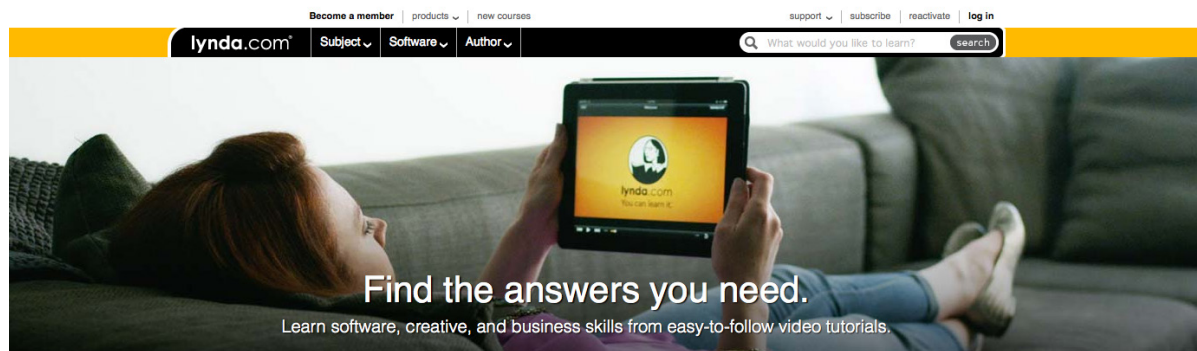 Become a member products new courses support subscribe reactivate log in
lynda.com® Subject Software Author What would you like to learn? search
lynda.com
You can learn it.
Find the answers you need.
Learn software, creative, and business skills from easy-to-follow video tutorials.